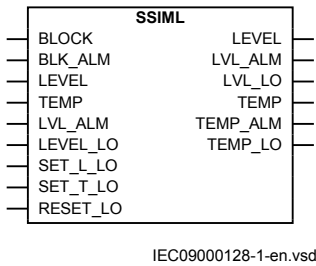 SSIML
BLOCK LEVEL
BLK_ALM LVL_ALM
LEVEL LVL_LO
TEMP TEMP
LVL_ALM TEMP_ALM
LEVEL_LO TEMP_LO
SET_L_LO
SET_T_LO
RESET_LO
IEC09000128-1-en.vsd